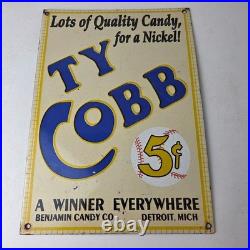 Lots of Quality Candy,
for a Nickel!
TY
COBB
5¢
A WINNER EVERYWHERE
BENJAMIN CANDY CO. DETROIT, MICH